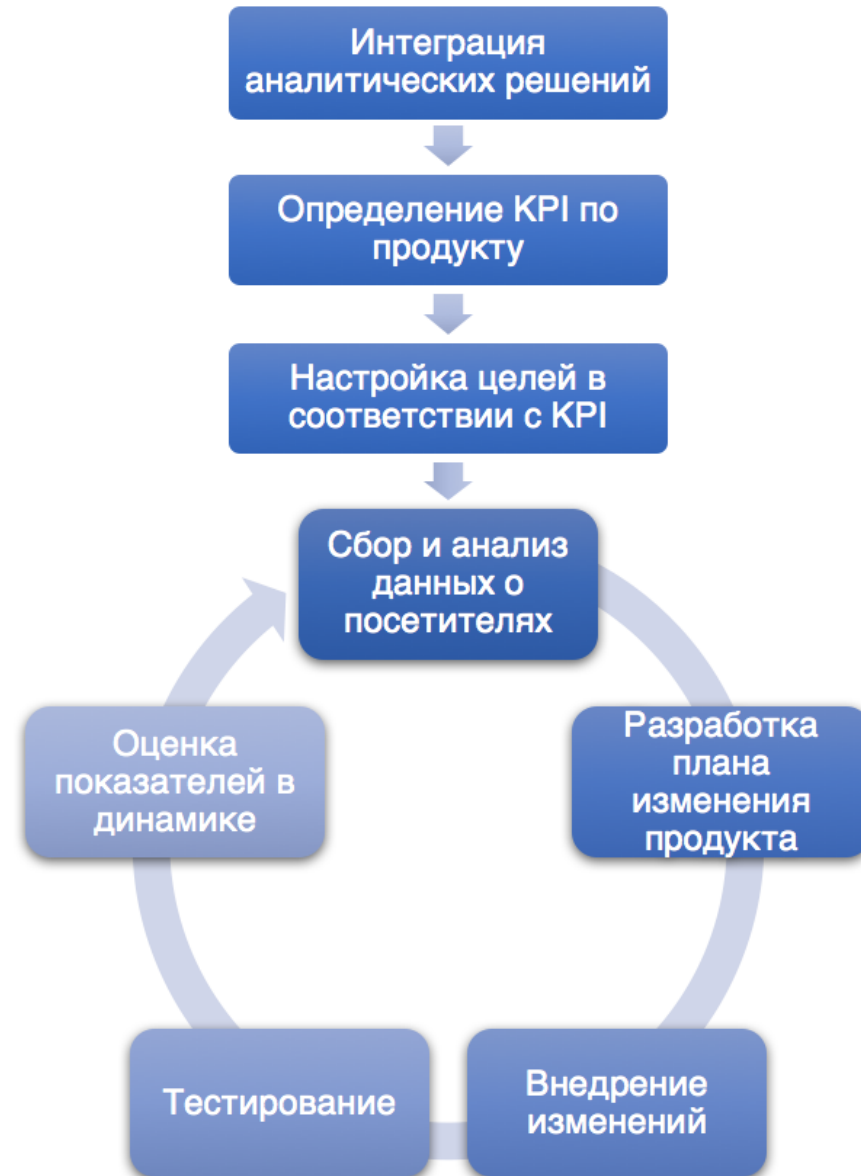 Интеграция
аналитических решений
Определение KPI по
продукту
Настройка целей в
соответствии с KPI
Сбор и анализ
данных о
посетителях
Разработка
плана
изменения
продукта
Внедрение
изменений
Тестирование
Оценка
показателей в
динамике